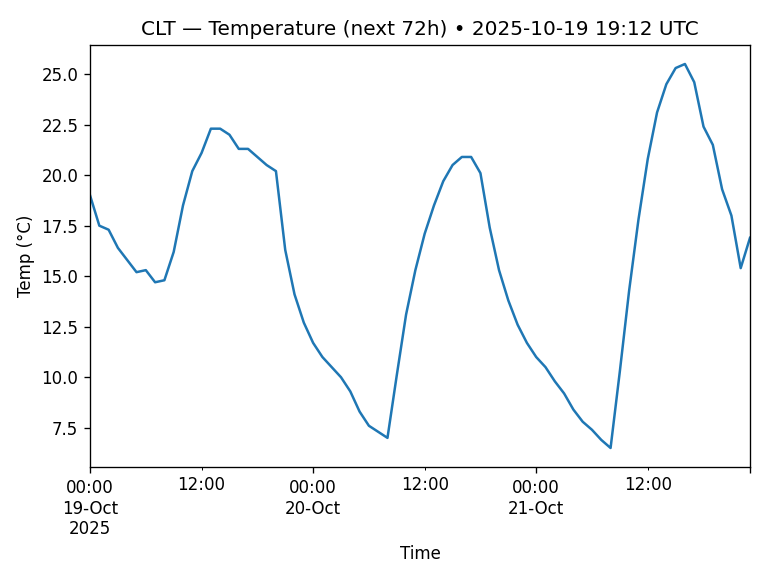 CLT — Temperature (next 72h) • 2025-10-19 19:12 UTC
25.0
22.5
20.0
17.5
15.0
12.5
10.0
7.5
Temp (°C)
00:00 12:00 00:00 12:00 00:00 12:00
19-Oct 20-Oct 21-Oct
2025
Time